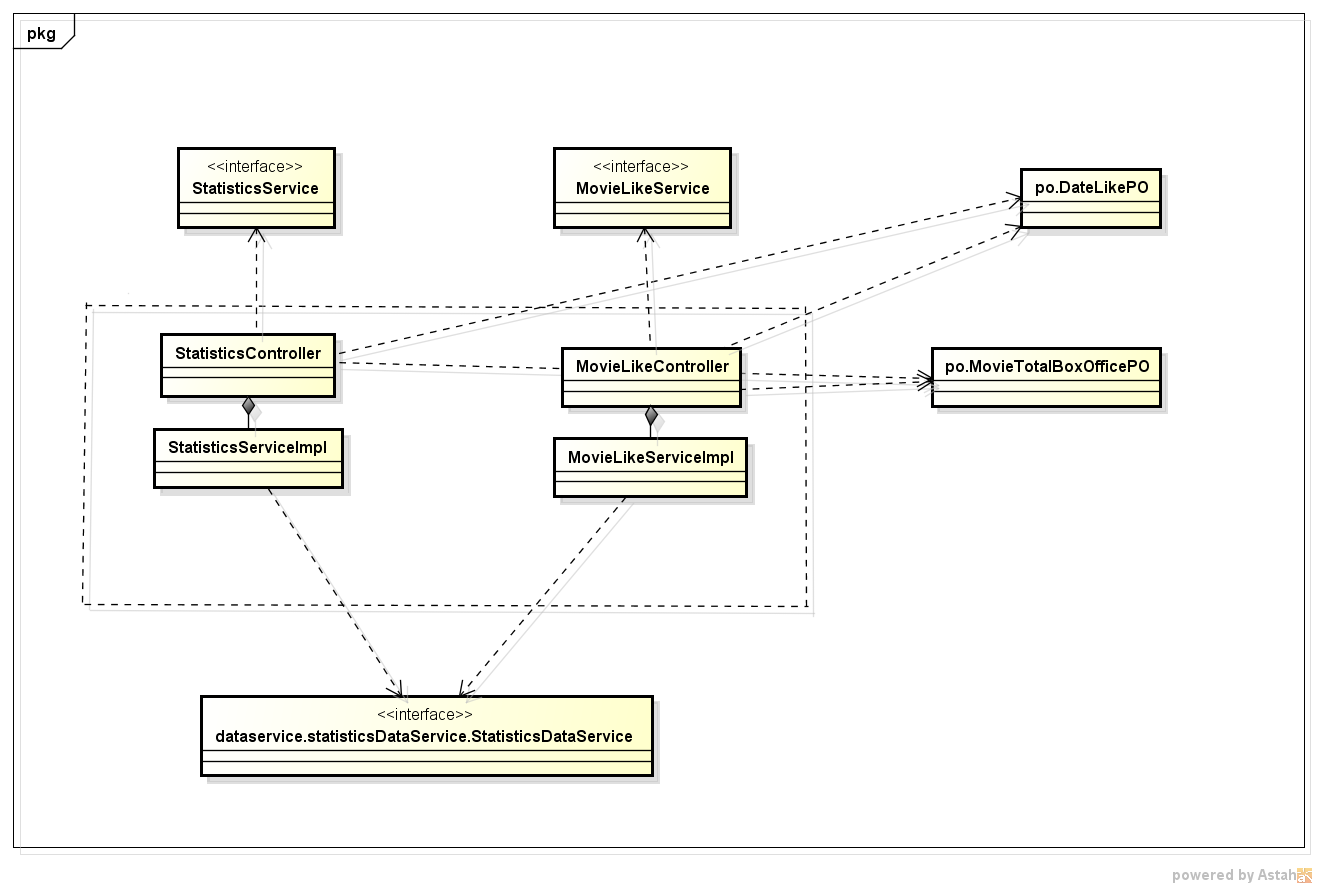 pkg
<<interface>>
StatisticsService
<<interface>>
MovieLikeService
po.DateLikePO
StatisticsController
MovieLikeController
po.MovieTotalBoxOfficePO
StatisticsServiceImpl
MovieLikeServiceImpl
<<interface>>
dataservice.statisticsDataService.StatisticsDataService
powered by Astah